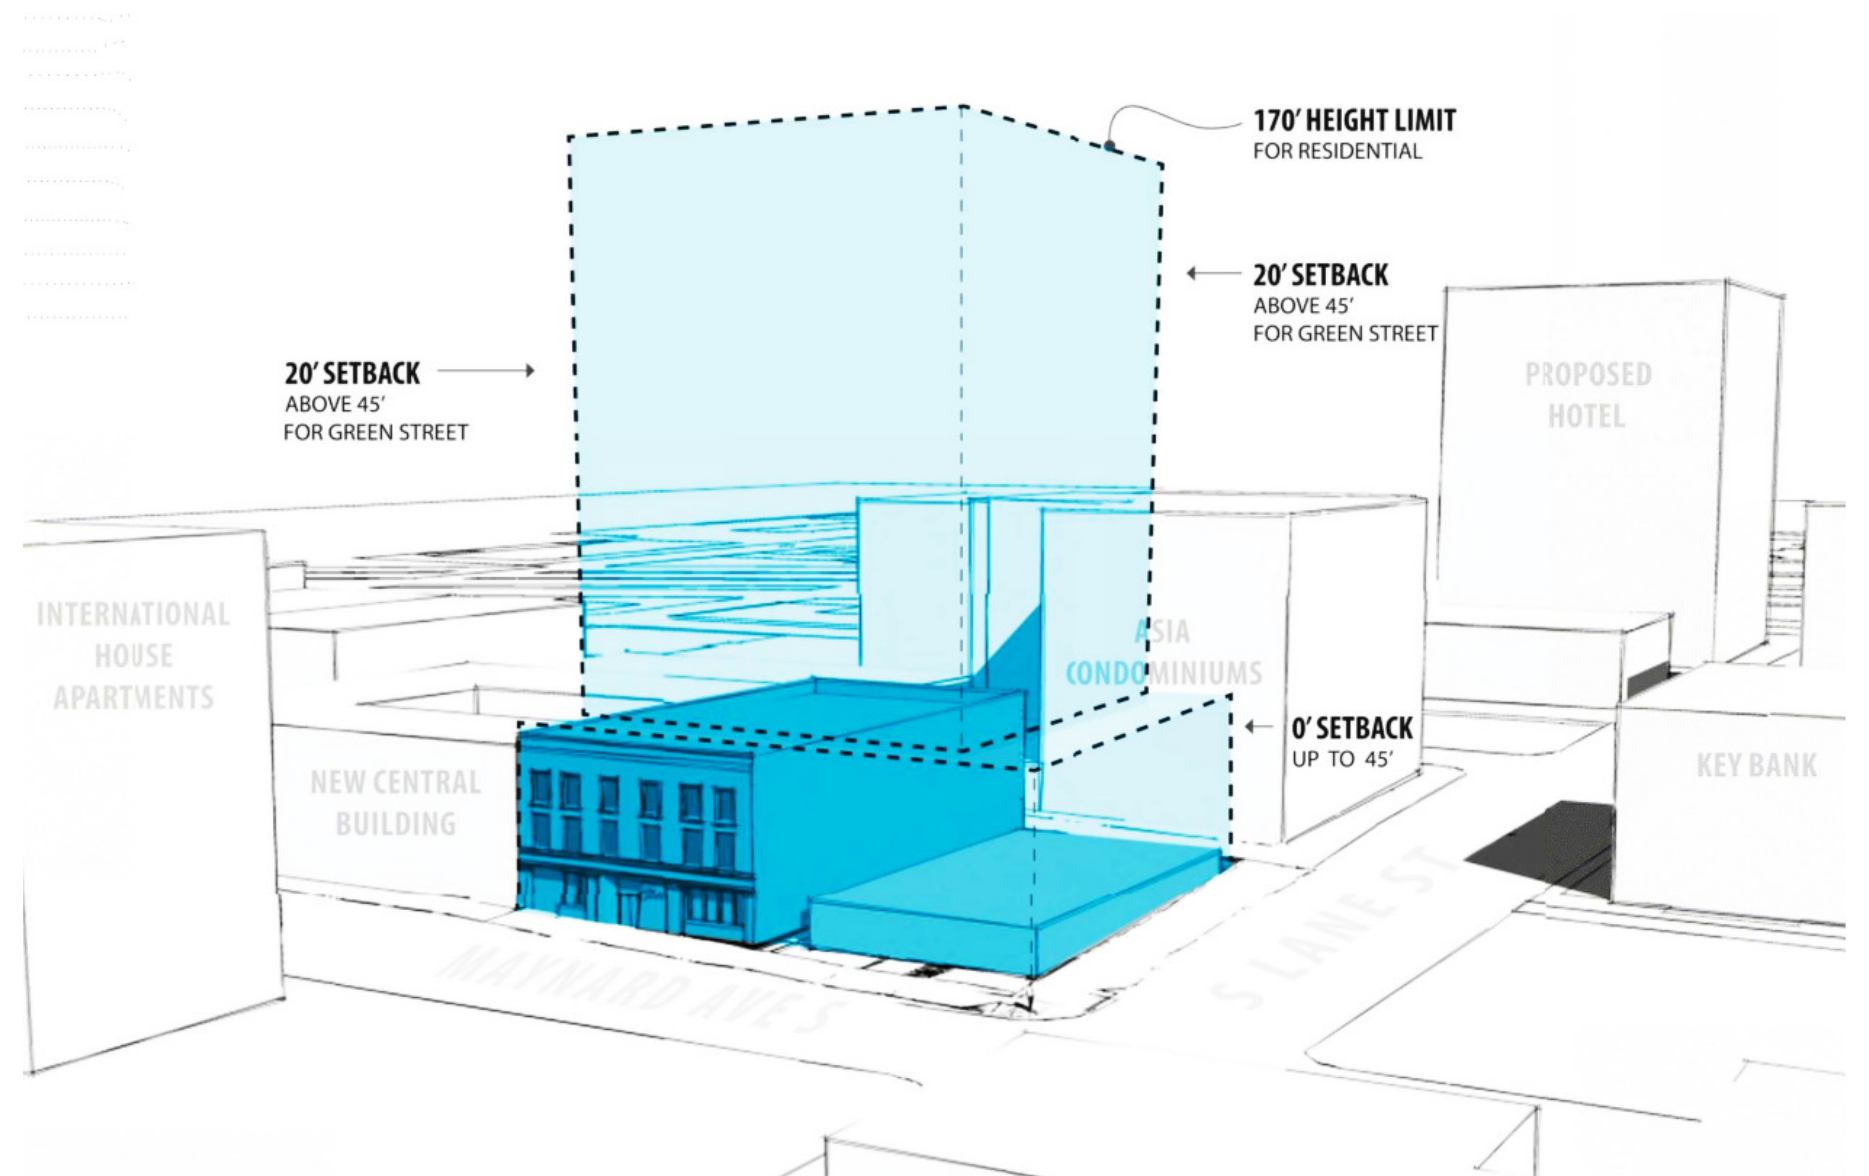 170' HEIGHT LIMIT
FOR RESIDENTIAL
20' SETBACK
ABOVE 45'
FOR GREEN STREET
20' SETBACK
ABOVE 45'
FOR GREEN STREET
PROPOSED
HOTEL
INTERNATIONAL
HOUSE
APARTMENTS
ASIA
CONDOMINIUMS
0' SETBACK
UP TO 45'
NEW CENTRAL
BUILDING
KEY BANK
MAYNARD AVE S
S LANE ST